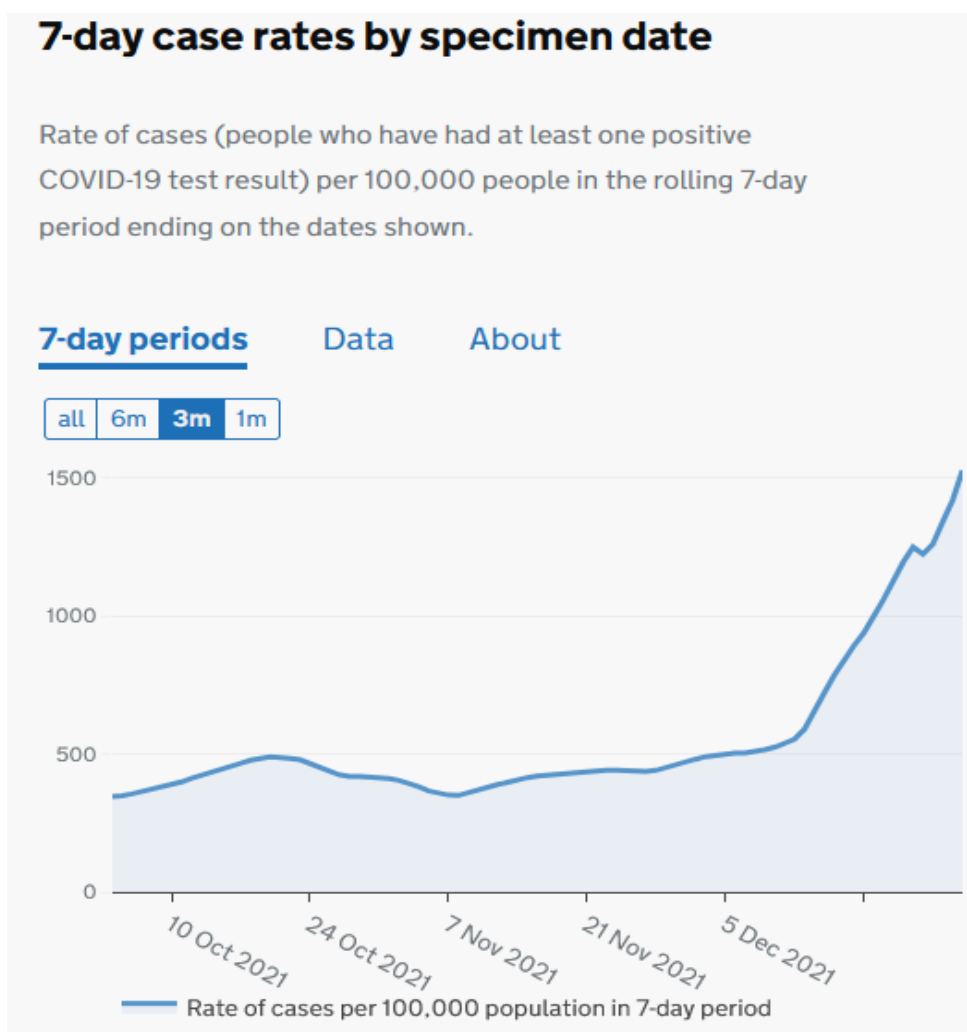 7-day case rates by specimen date
Rate of cases (people who have had at least one positive
COVID-19 test result) per 100,000 people in the rolling 7-day
period ending on the dates shown.
7-day periods Data About
all 6m 3m 1m
1500
1000
500
0
10 Oct 2021 24 Oct 2021 7 Nov 2021 21 Nov 2021 5 Dec 2021
Rate of cases per 100,000 population in 7-day period